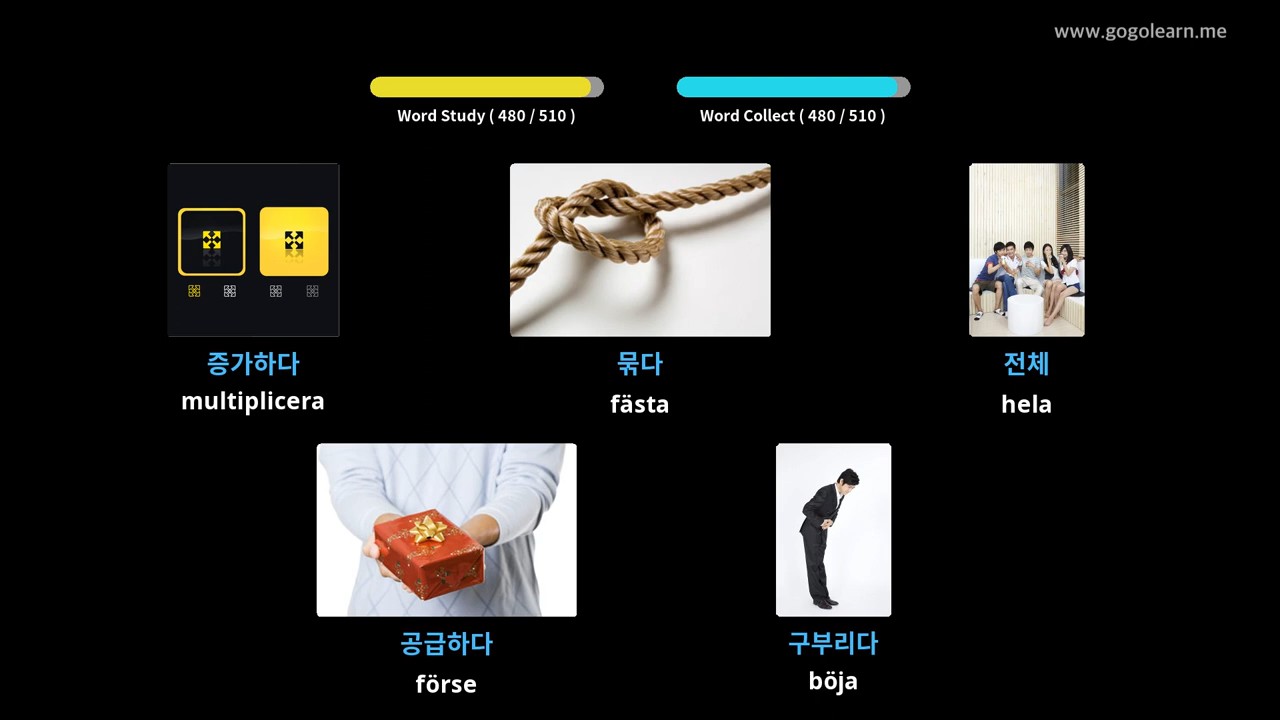 www.gogolearn.me
Word Study ( 480 / 510 )
Word Collect ( 480 / 510 )
증가하다
multiplicera
묶다
fästa
전체
hela
공급하다
förse
구부리다
böja